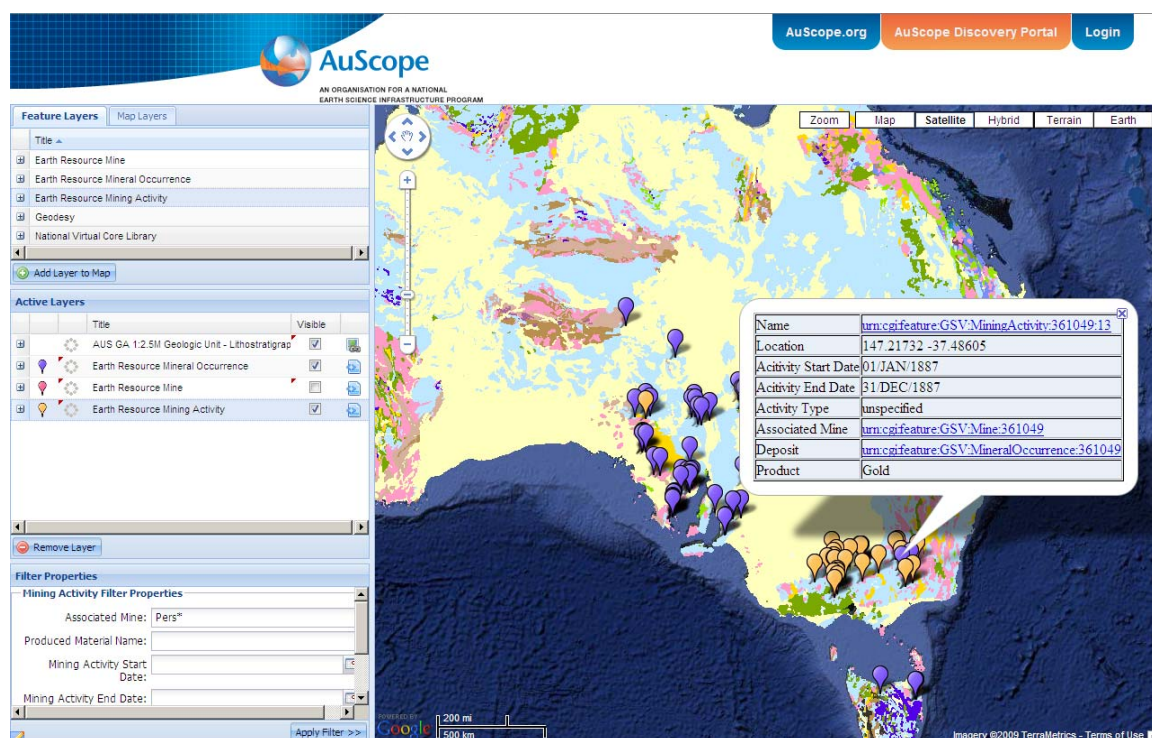 AuScope.org
AuScope Discovery Portal
Login
AuScope
AN ORGANISATION FOR A NATIONAL
EARTH SCIENCE INFRASTRUCTURE PROGRAM
Feature Layers
Map Layers
Title
Earth Resource Mine
Earth Resource Mineral Occurrence
Earth Resource Mining Activity
Geodesy
National Virtual Core Library
Add Layer to Map
Active Layers
Title Visible
AUS GA 1:2.5M Geologic Unit - Lithostratigrap
Earth Resource Mineral Occurrence
Earth Resource Mine
Earth Resource Mining Activity
Remove Layer
Filter Properties
Mining Activity Filter Properties
Associated Mine: Pers*
Produced Material Name:
Mining Activity Start
Date:
Mining Activity End Date:
Apply Filter >>
Zoom Map Satellite Hybrid Terrain Earth
Name urn:cgi:feature:GSV:MiningActivity:361049:13
Location 147.21732 -37.48605
Acitivity Start Date 01/JAN/1887
Acitivity End Date 31/DEC/1887
Activity Type unspecified
Associated Mine urn:cgi:feature:GSV:Mine:361049
Deposit urn:cgi:feature:GSV:MineralOccurrence:361049
Product Gold
POWERED BY
Google
200 mi
500 km
Imagery ©2009 TerraMetrics - Terms of Use